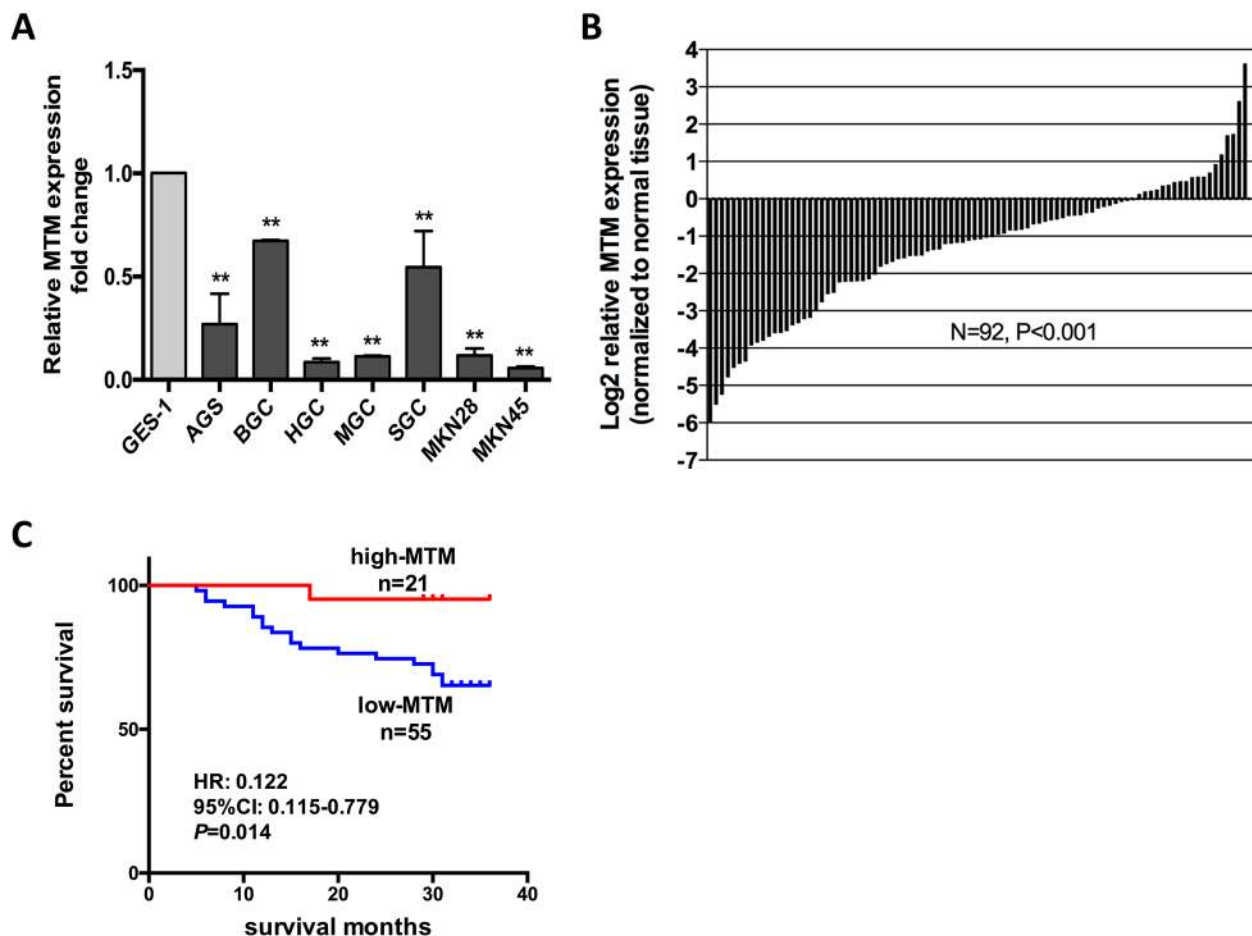 A
Relative MTM expression
fold change
1.5
1.0
0.5
0.0
**
**
**
**
**
**
**
GES-1
AGS
BGC
HGC
MGC
SGC
MKN28
MKN45
B
Log2 relative MTM expression
(normalized to normal tissue)
4
3
2
1
0
-1
-2
-3
-4
-5
-6
-7
N=92, P<0.001
C
Percent survival
100
50
0
high-MTM
n=21
low-MTM
n=55
HR: 0.122
95%CI: 0.115-0.779
P=0.014
0
10
20
30
40
survival months